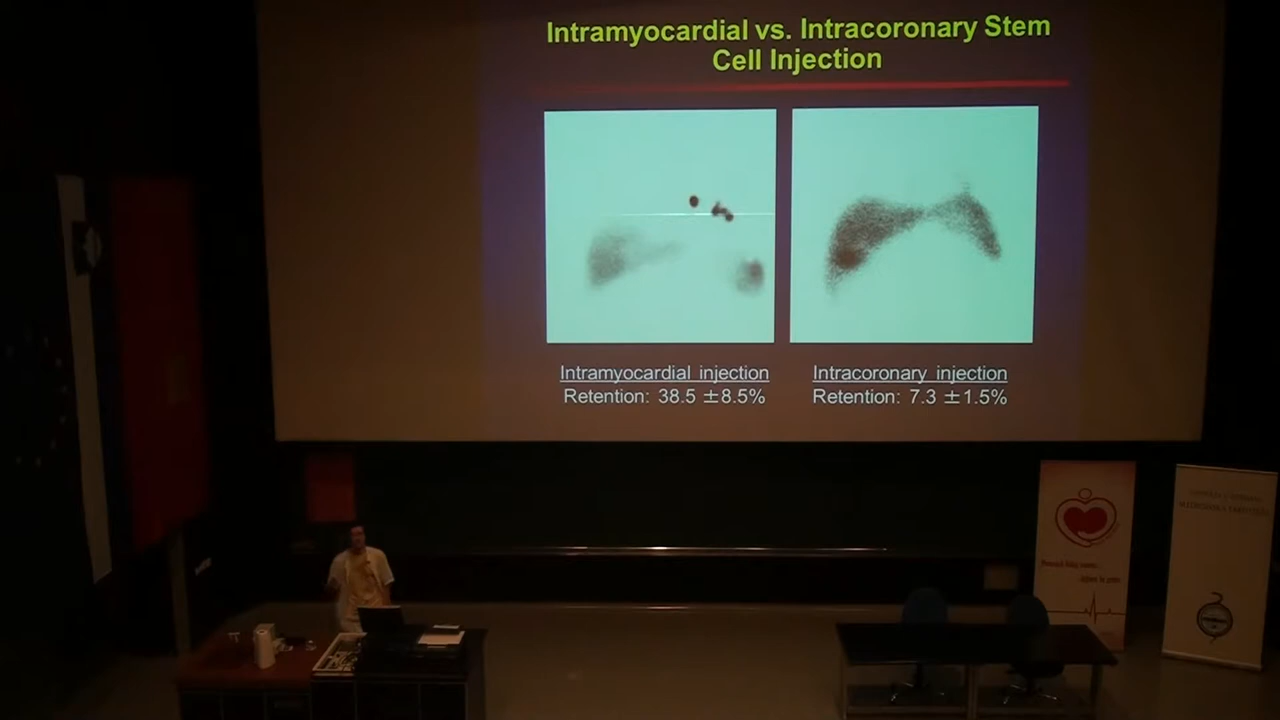 Intramyocardial vs. Intracoronary Stem
Cell Injection
Intramyocardial injection
Retention: 38.5 ±8.5%
Intracoronary injection
Retention: 7.3 ±1.5%